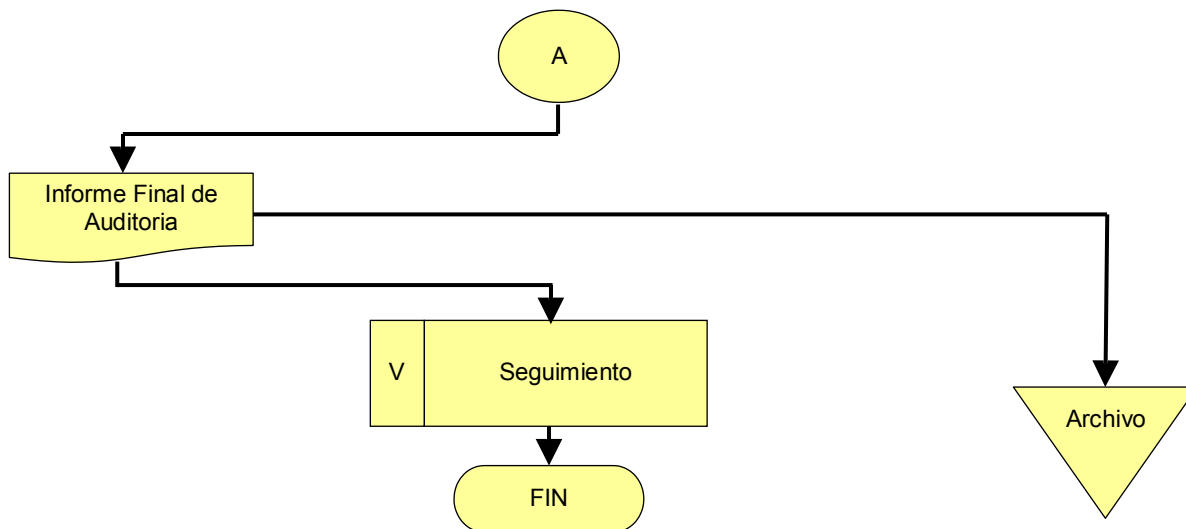 A
Informe Final de
Auditoria
V
Seguimiento
Archivo
FIN